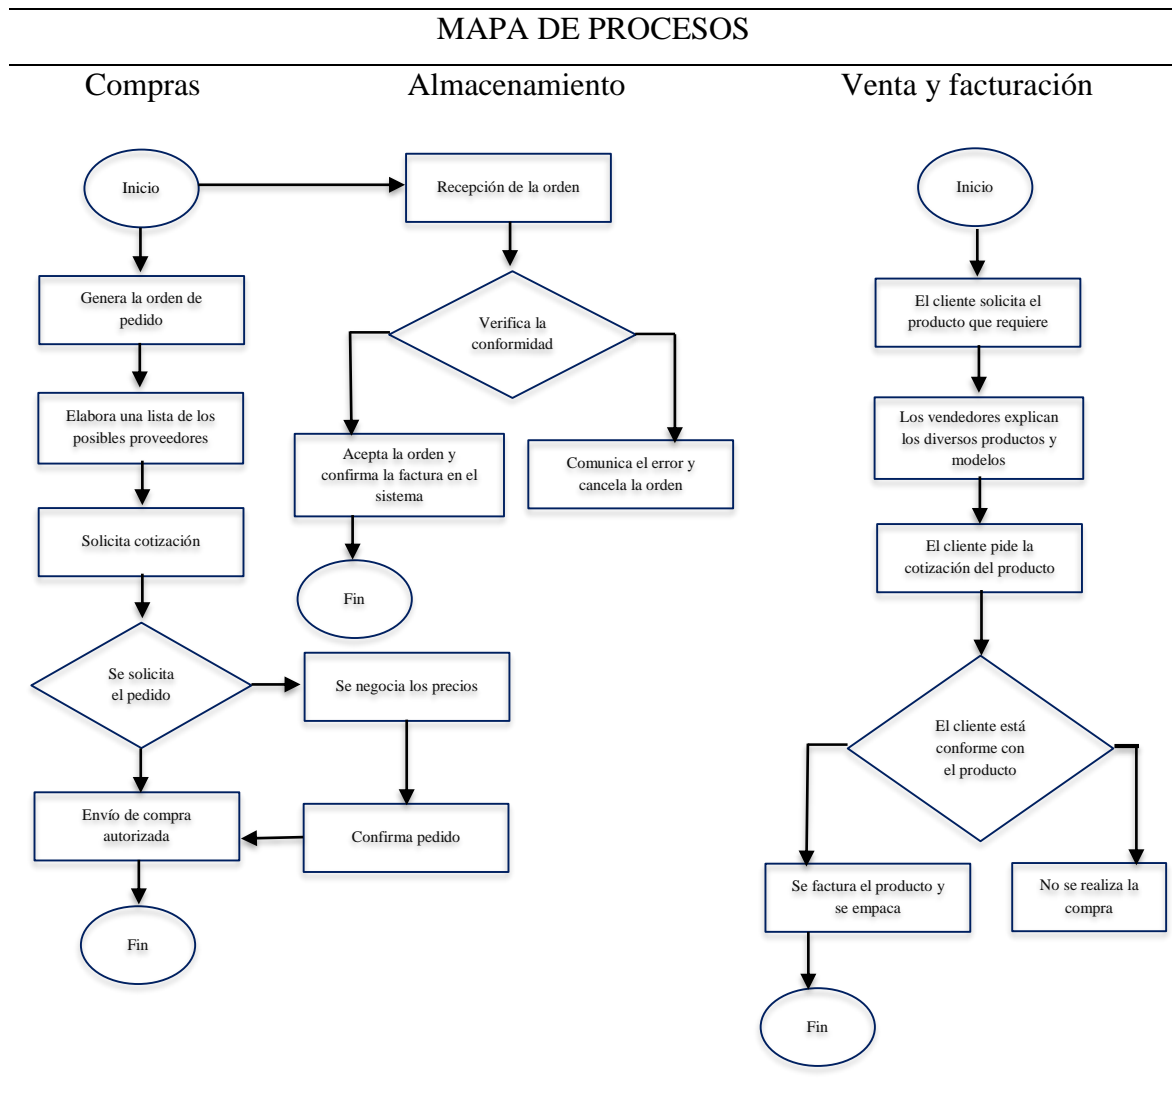 MAPA DE PROCESOS
Compras
Almacenamiento
Venta y facturación
Inicio
Genera la orden de
pedido
Elabora una lista de los
posibles proveedores
Solicita cotización
Se solicita
el pedido
Se negocia los precios
Confirma pedido
Envío de compra
autorizada
Fin
Recepción de la orden
Verifica la
conformidad
Acepta la orden y
confirma la factura en el
sistema
Comunica el error y
cancela la orden
Fin
Inicio
El cliente solicita el
producto que requiere
Los vendedores explican
los diversos productos y
modelos
El cliente pide la
cotización del producto
El cliente está
conforme con
el producto
Se factura el producto y
se empaca
No se realiza la
compra
Fin